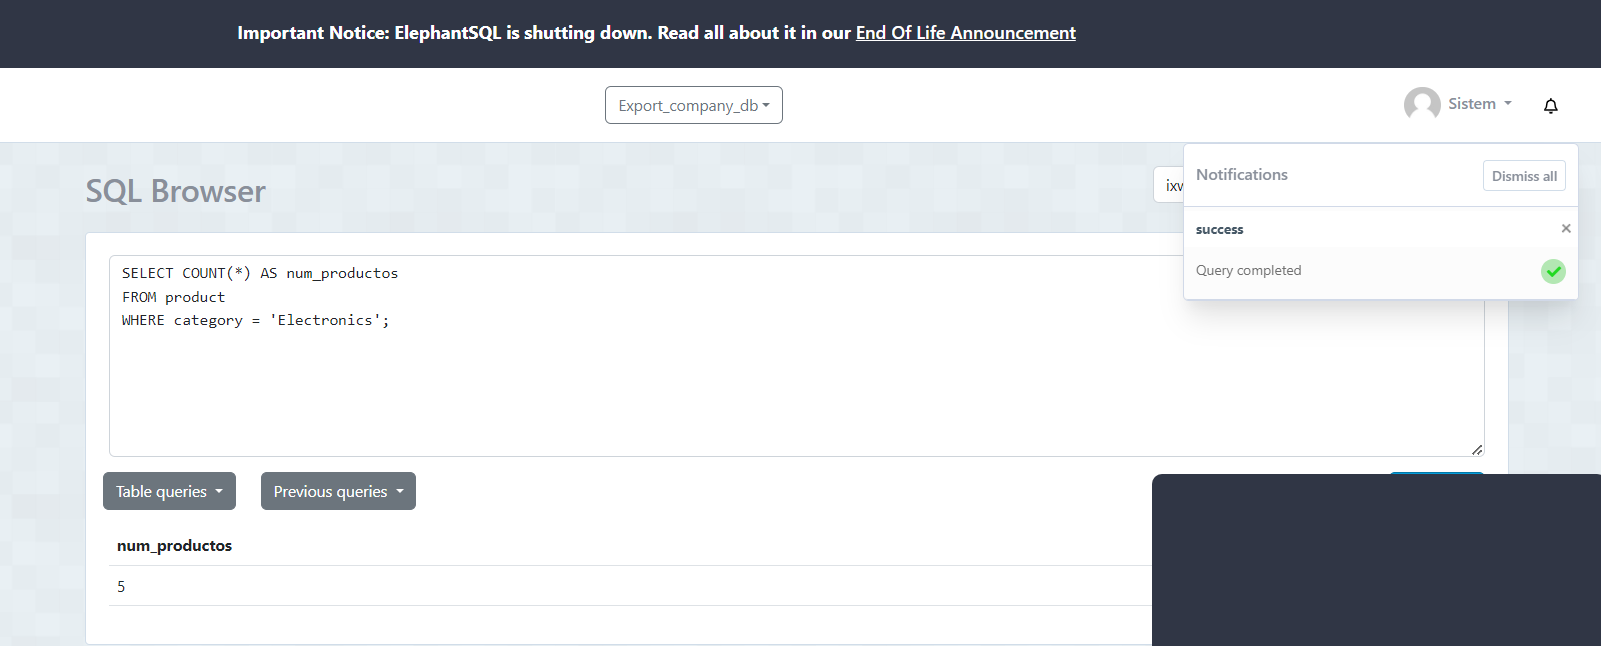 Important Notice: ElephantSQL is shutting down. Read all about it in our End Of Life Announcement
Export_company_db
Sistem
SQL Browser
Notifications
Dismiss all
success
×
Query completed
SELECT COUNT(*) AS num_productos
FROM product
WHERE category = 'Electronics';
Table queries
Previous queries
num_productos
5